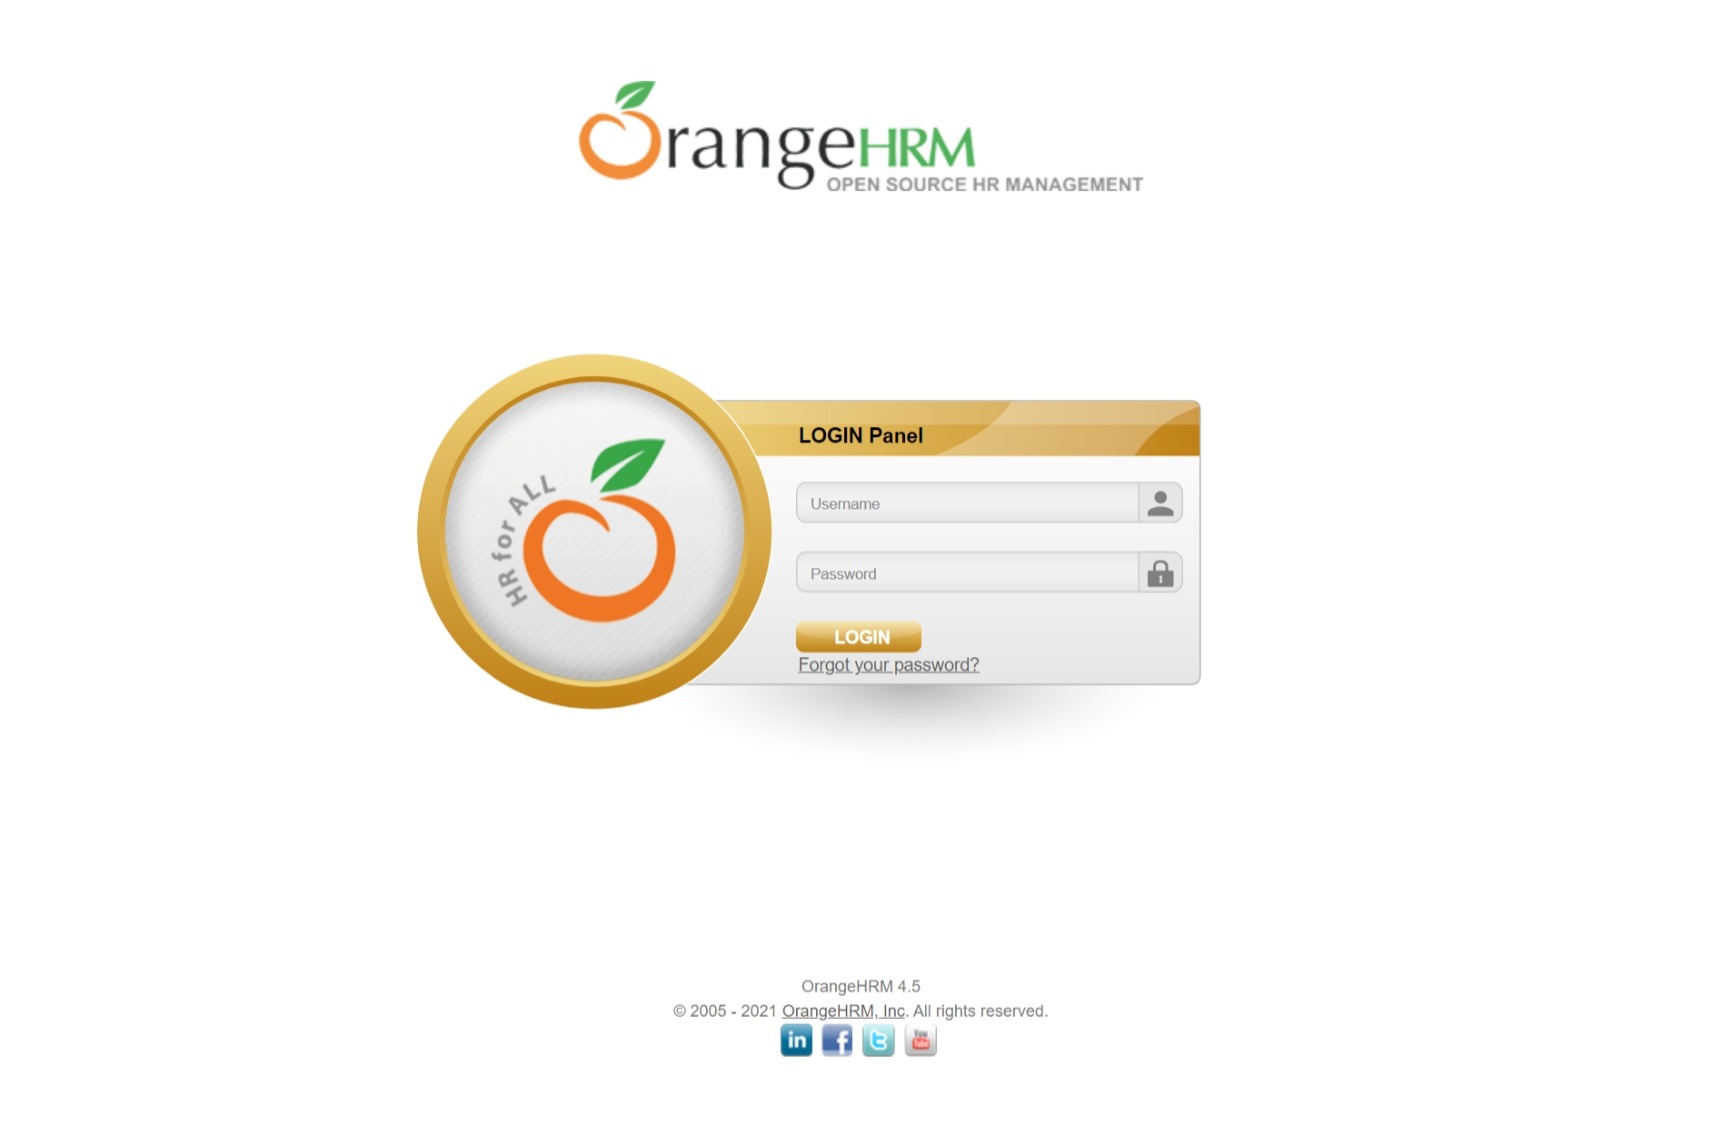 OrangeHRM
OPEN SOURCE HR MANAGEMENT
HR for ALL
LOGIN Panel
Username
Password
LOGIN
Forgot your password?
OrangeHRM 4.5
© 2005 - 2021 OrangeHRM, Inc. All rights reserved.
in f t You Tube